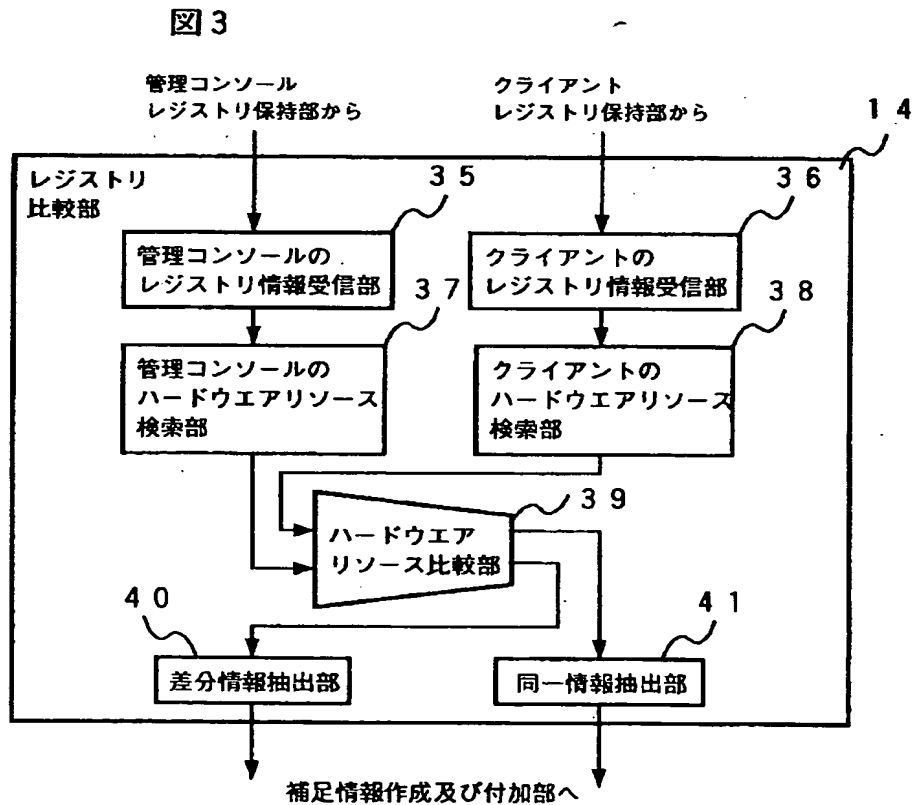 図3
管理コンソール
レジストリ保持部から
クライアント
レジストリ保持部から
14
レジストリ
比較部
35
36
管理コンソールの
レジストリ情報受信部
クライアントの
レジストリ情報受信部
37
38
管理コンソールの
ハードウエアリソース
検索部
クライアントの
ハードウエアリソース
検索部
39
ハードウエア
リソース比較部
40
41
差分情報抽出部
同一情報抽出部
補足情報作成及び付加部へ